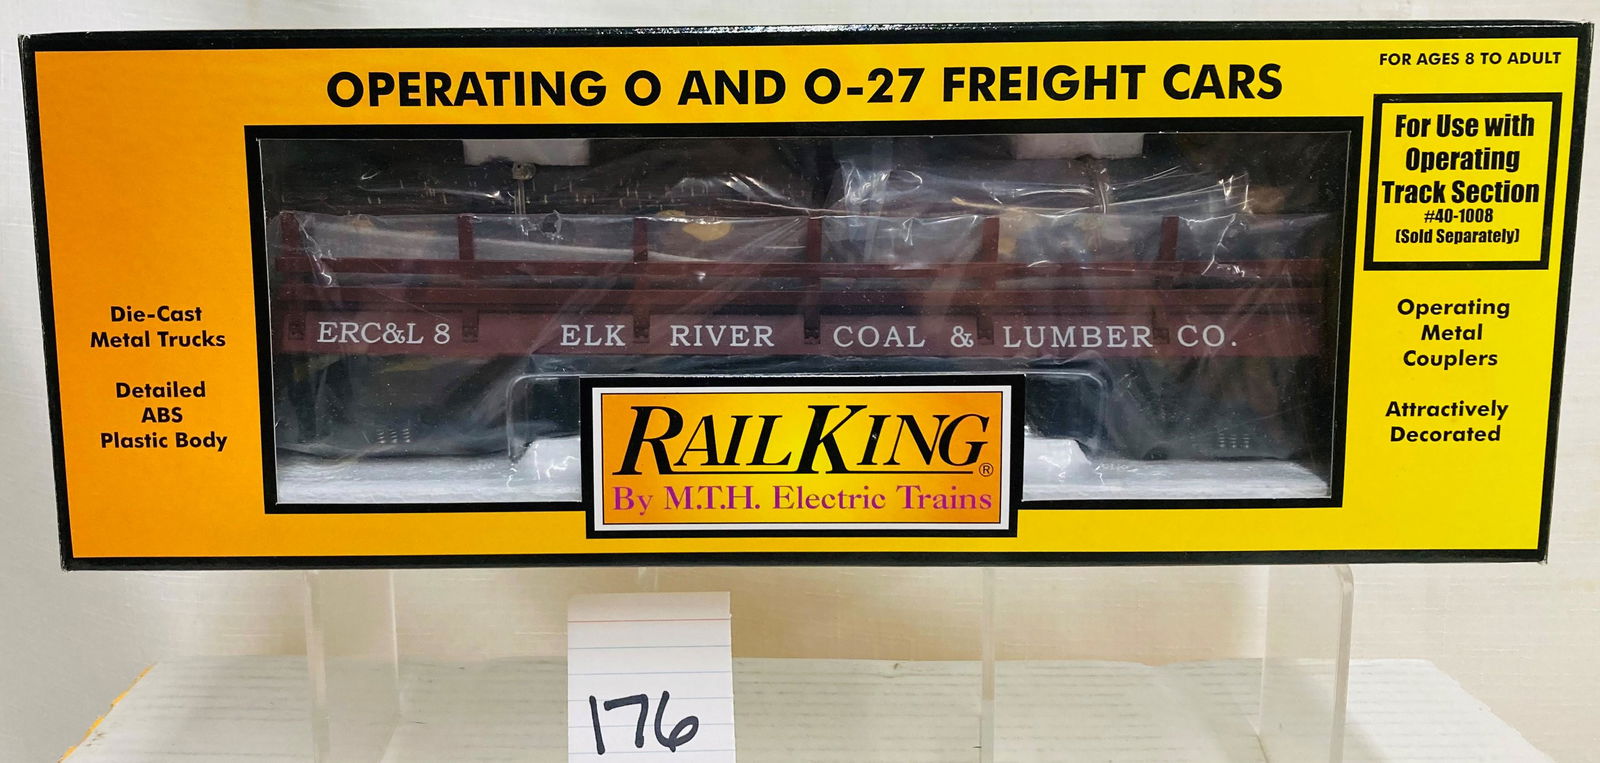 OPERATING O AND O-27 FREIGHT CARS
FOR AGES 8 TO ADULT
For Use with
Operating
Track Section
#40-1008
(Sold Separately)
Die-Cast
Metal Trucks
Detailed
ABS
Plastic Body
ERC&L 8 ELK RIVER COAL & LUMBER CO.
Operating
Metal
Couplers
Attractively
Decorated
RAILKING®
By M.T.H. Electric Trains
176